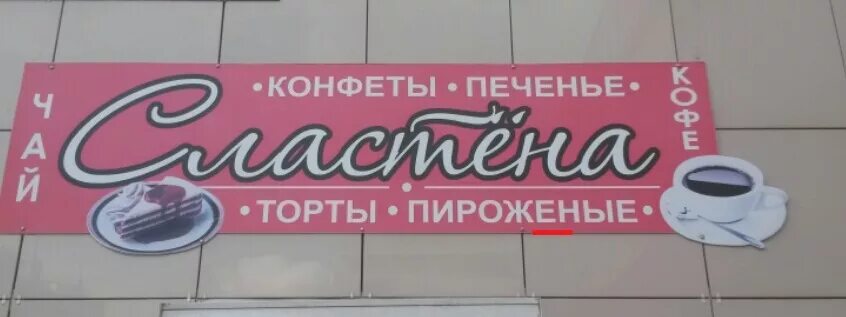 ЧАЙ
• КОНФЕТЫ • ПЕЧЕНЬЕ •
Сластёна
• ТОРТЫ • ПИРОЖЕНЫЕ •
КОФЕ